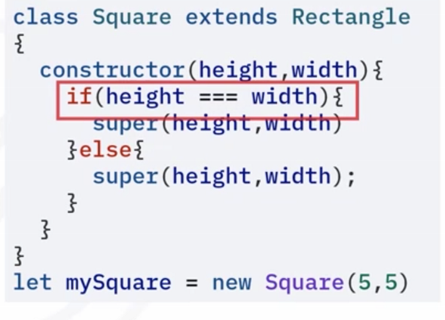 class Square extends Rectangle
{
  constructor(height,width){
    if(height === width){
      super(height,width)
    }else{
      super(height,width);
    }
  }
}
let mySquare = new Square(5,5)